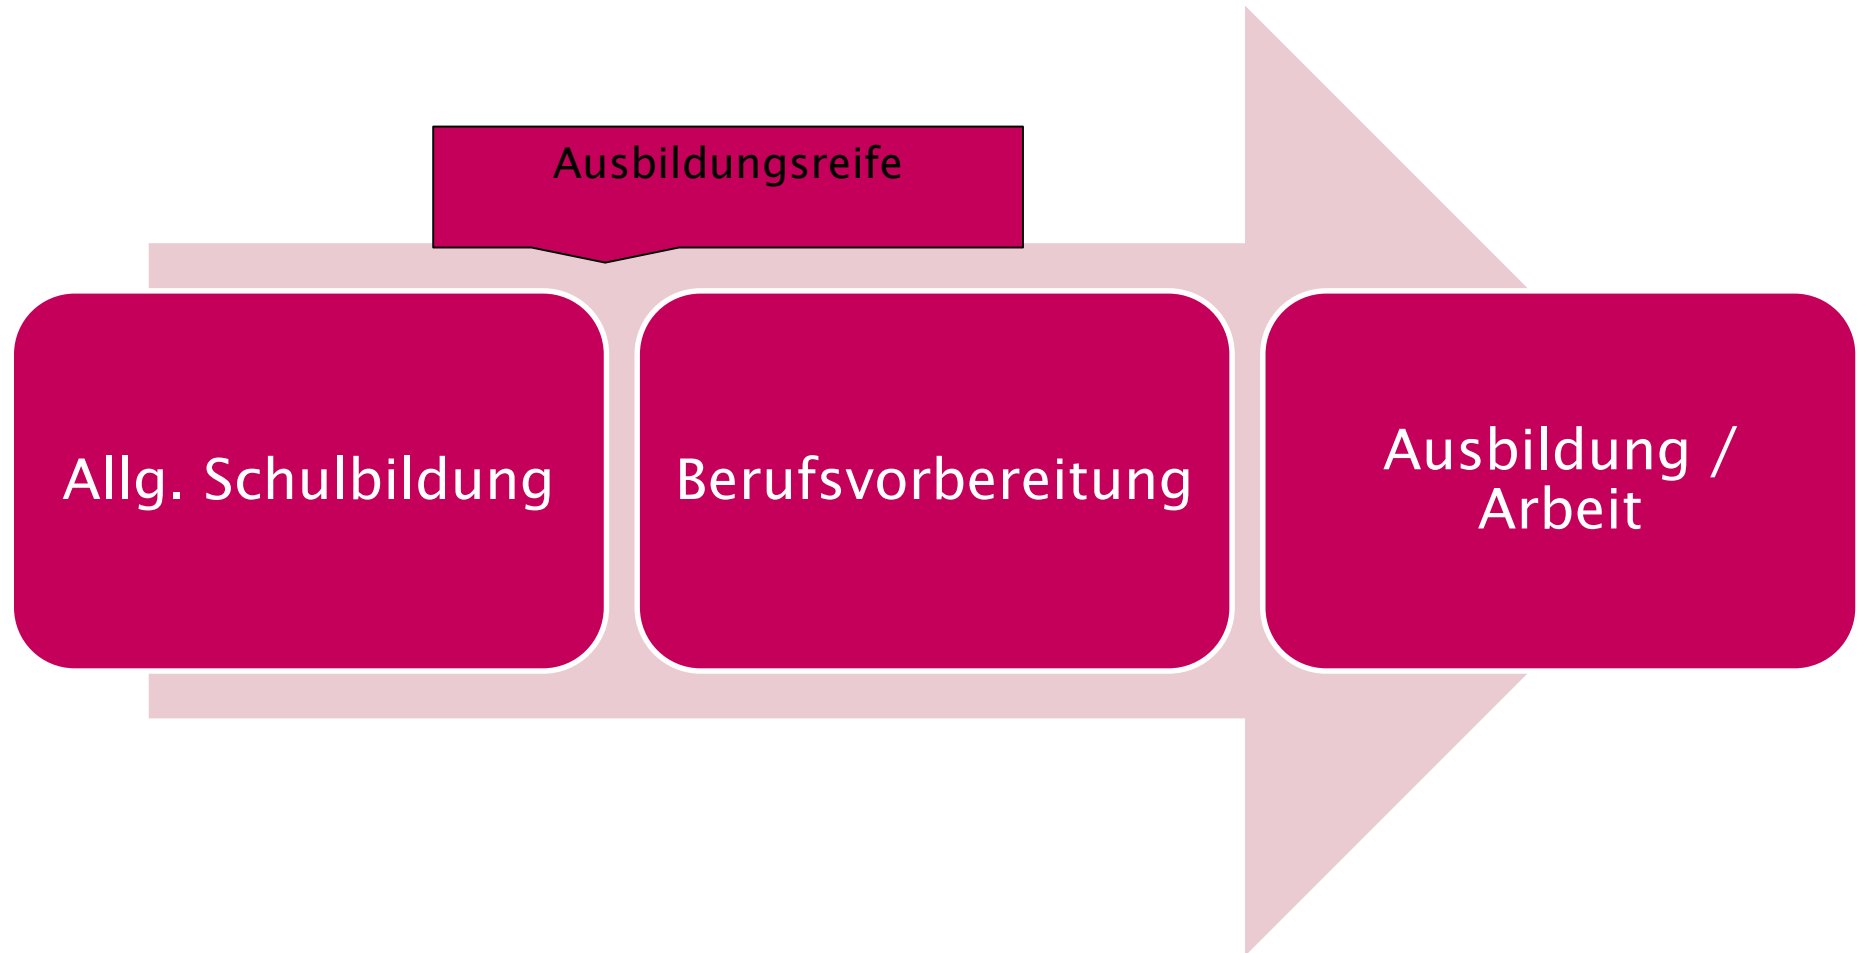 Ausbildungsreife
Allg. Schulbildung
Berufsvorbereitung
Ausbildung /
Arbeit